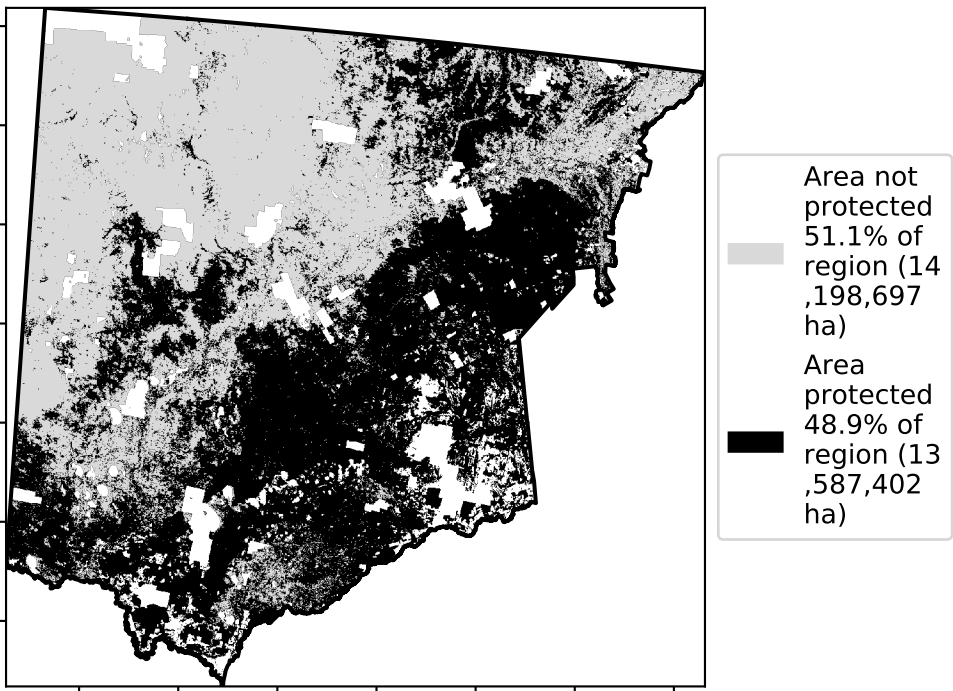 Area not
protected
51.1% of
region (14
,198,697
ha)
Area
protected
48.9% of
region (13
,587,402
ha)